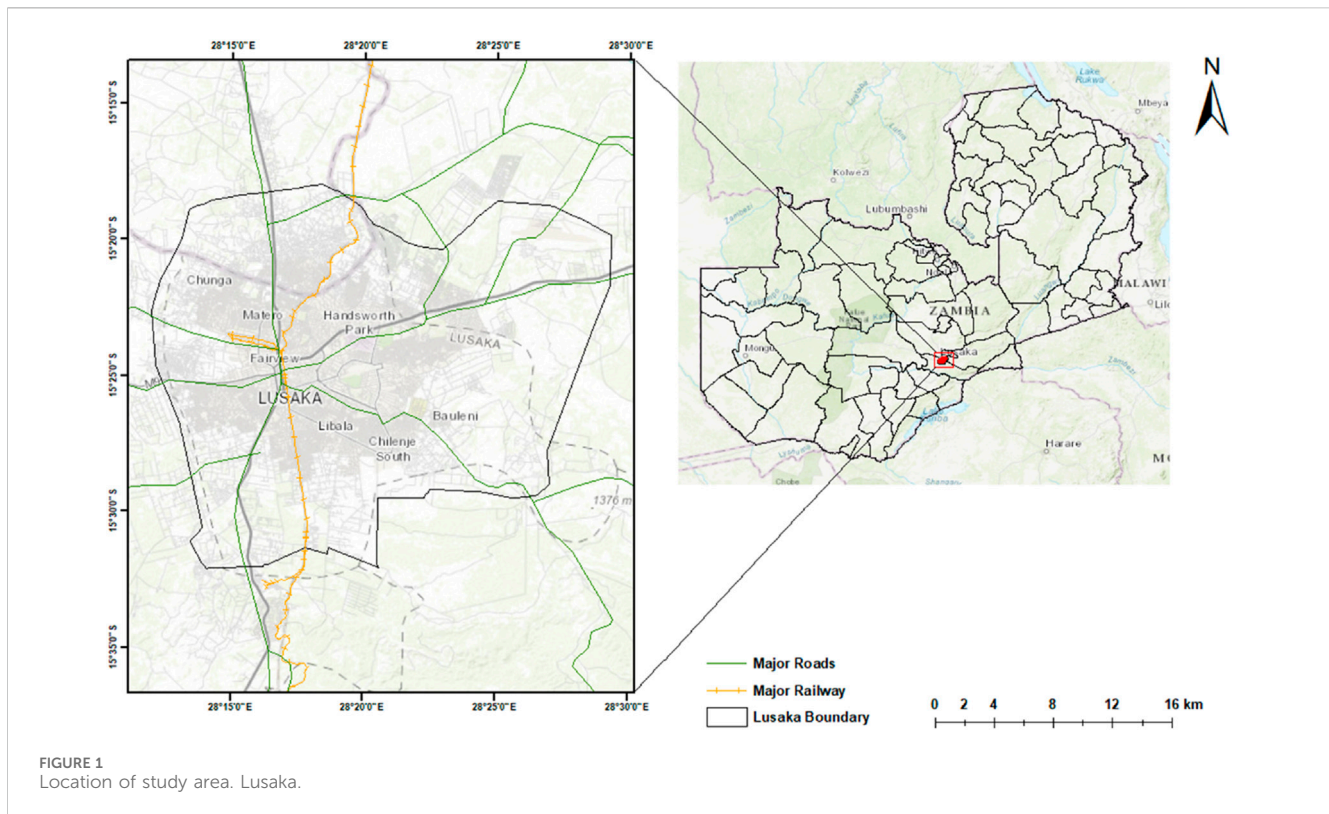 28°15'0"E 28°20'0"E 28°25'0"E 28°30'0"E
15°15'0"S
15°20'0"S
15°25'0"S
15°30'0"S
15°35'0"S
Chunga
Matero
Handsworth
Park
LUSAKA
Fairview
LUSAKA
Libala
Bauleni
Chilenje
South
1376 m
28°15'0"E 28°20'0"E 28°25'0"E 28°30'0"E
Lake
Rukwa
Mbeya
Kolwezi
Lubumbashi
Zambezi
MALAWI
ZAMBIA
Mongu
Lusaka
Zambezi
Harare
Chobe
N
Major Roads
Major Railway
Lusaka Boundary
0 2 4 8 12 16 km
FIGURE 1
Location of study area. Lusaka.